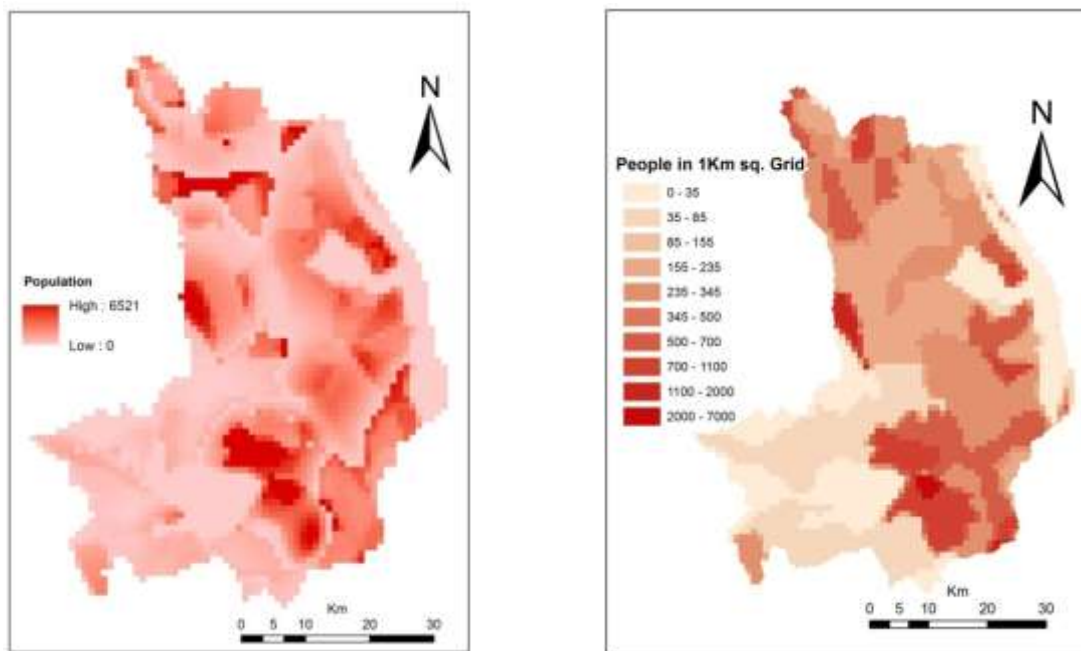 N
Population
High : 6521
Low : 0
Km
0 5 10 20 30
N
People in 1Km sq. Grid
0 - 35
35 - 85
85 - 155
155 - 235
235 - 345
345 - 500
500 - 700
700 - 1100
1100 - 2000
2000 - 7000
Km
0 5 10 20 30